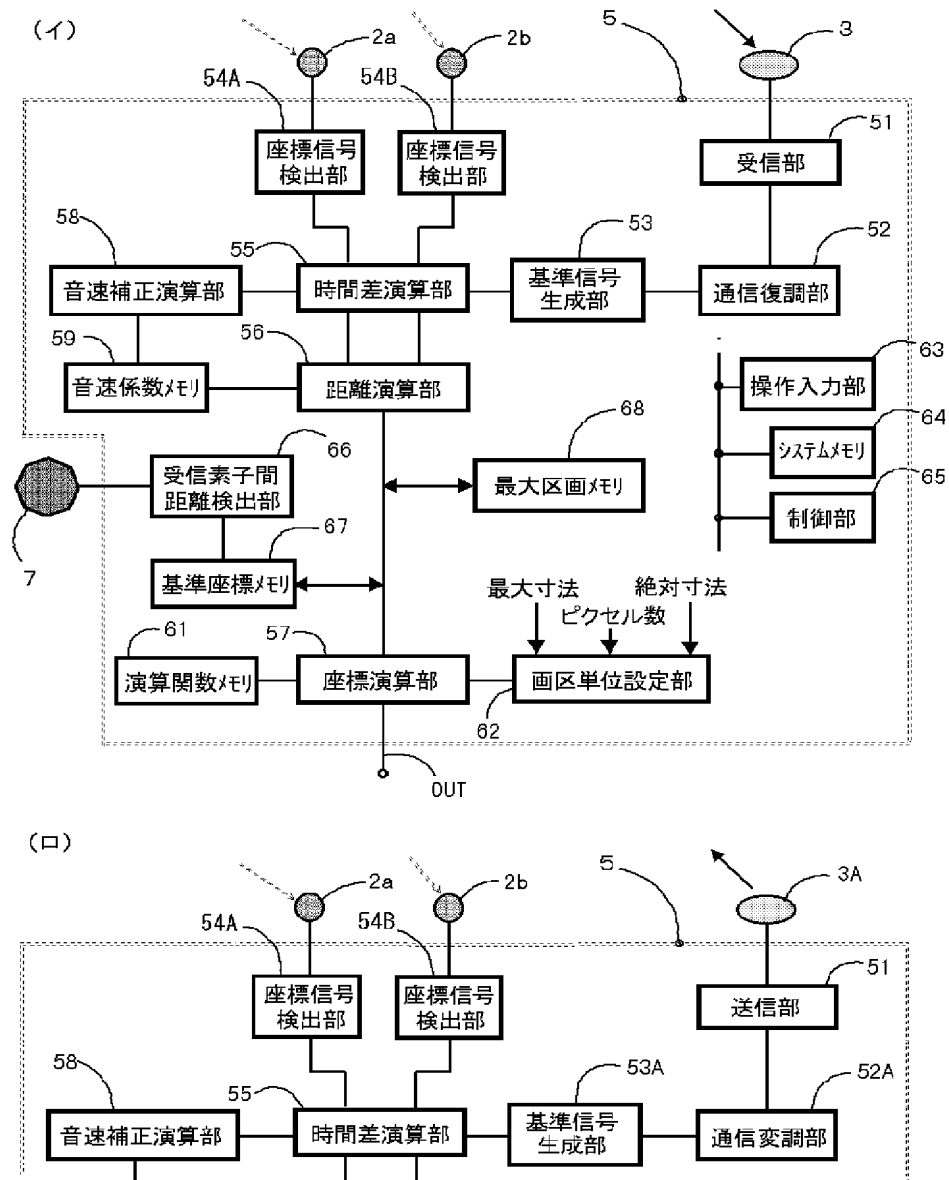 (イ)
2a
2b
5
3
54A
54B
51
座標信号
検出部
座標信号
検出部
受信部
58
55
53
52
音速補正演算部
時間差演算部
基準信号
生成部
通信復調部
59
56
63
音速係数メモリ
距離演算部
操作入力部
66
68
64
受信素子間
距離検出部
最大区画メモリ
システムメモリ
65
制御部
7
67
基準座標メモリ
最大寸法
ピクセル数
絶対寸法
61
57
演算関数メモリ
座標演算部
画区単位設定部
62
OUT
(ロ)
2a
2b
5
3A
54A
54B
51
座標信号
検出部
座標信号
検出部
送信部
58
55
53A
52A
音速補正演算部
時間差演算部
基準信号
生成部
通信変調部